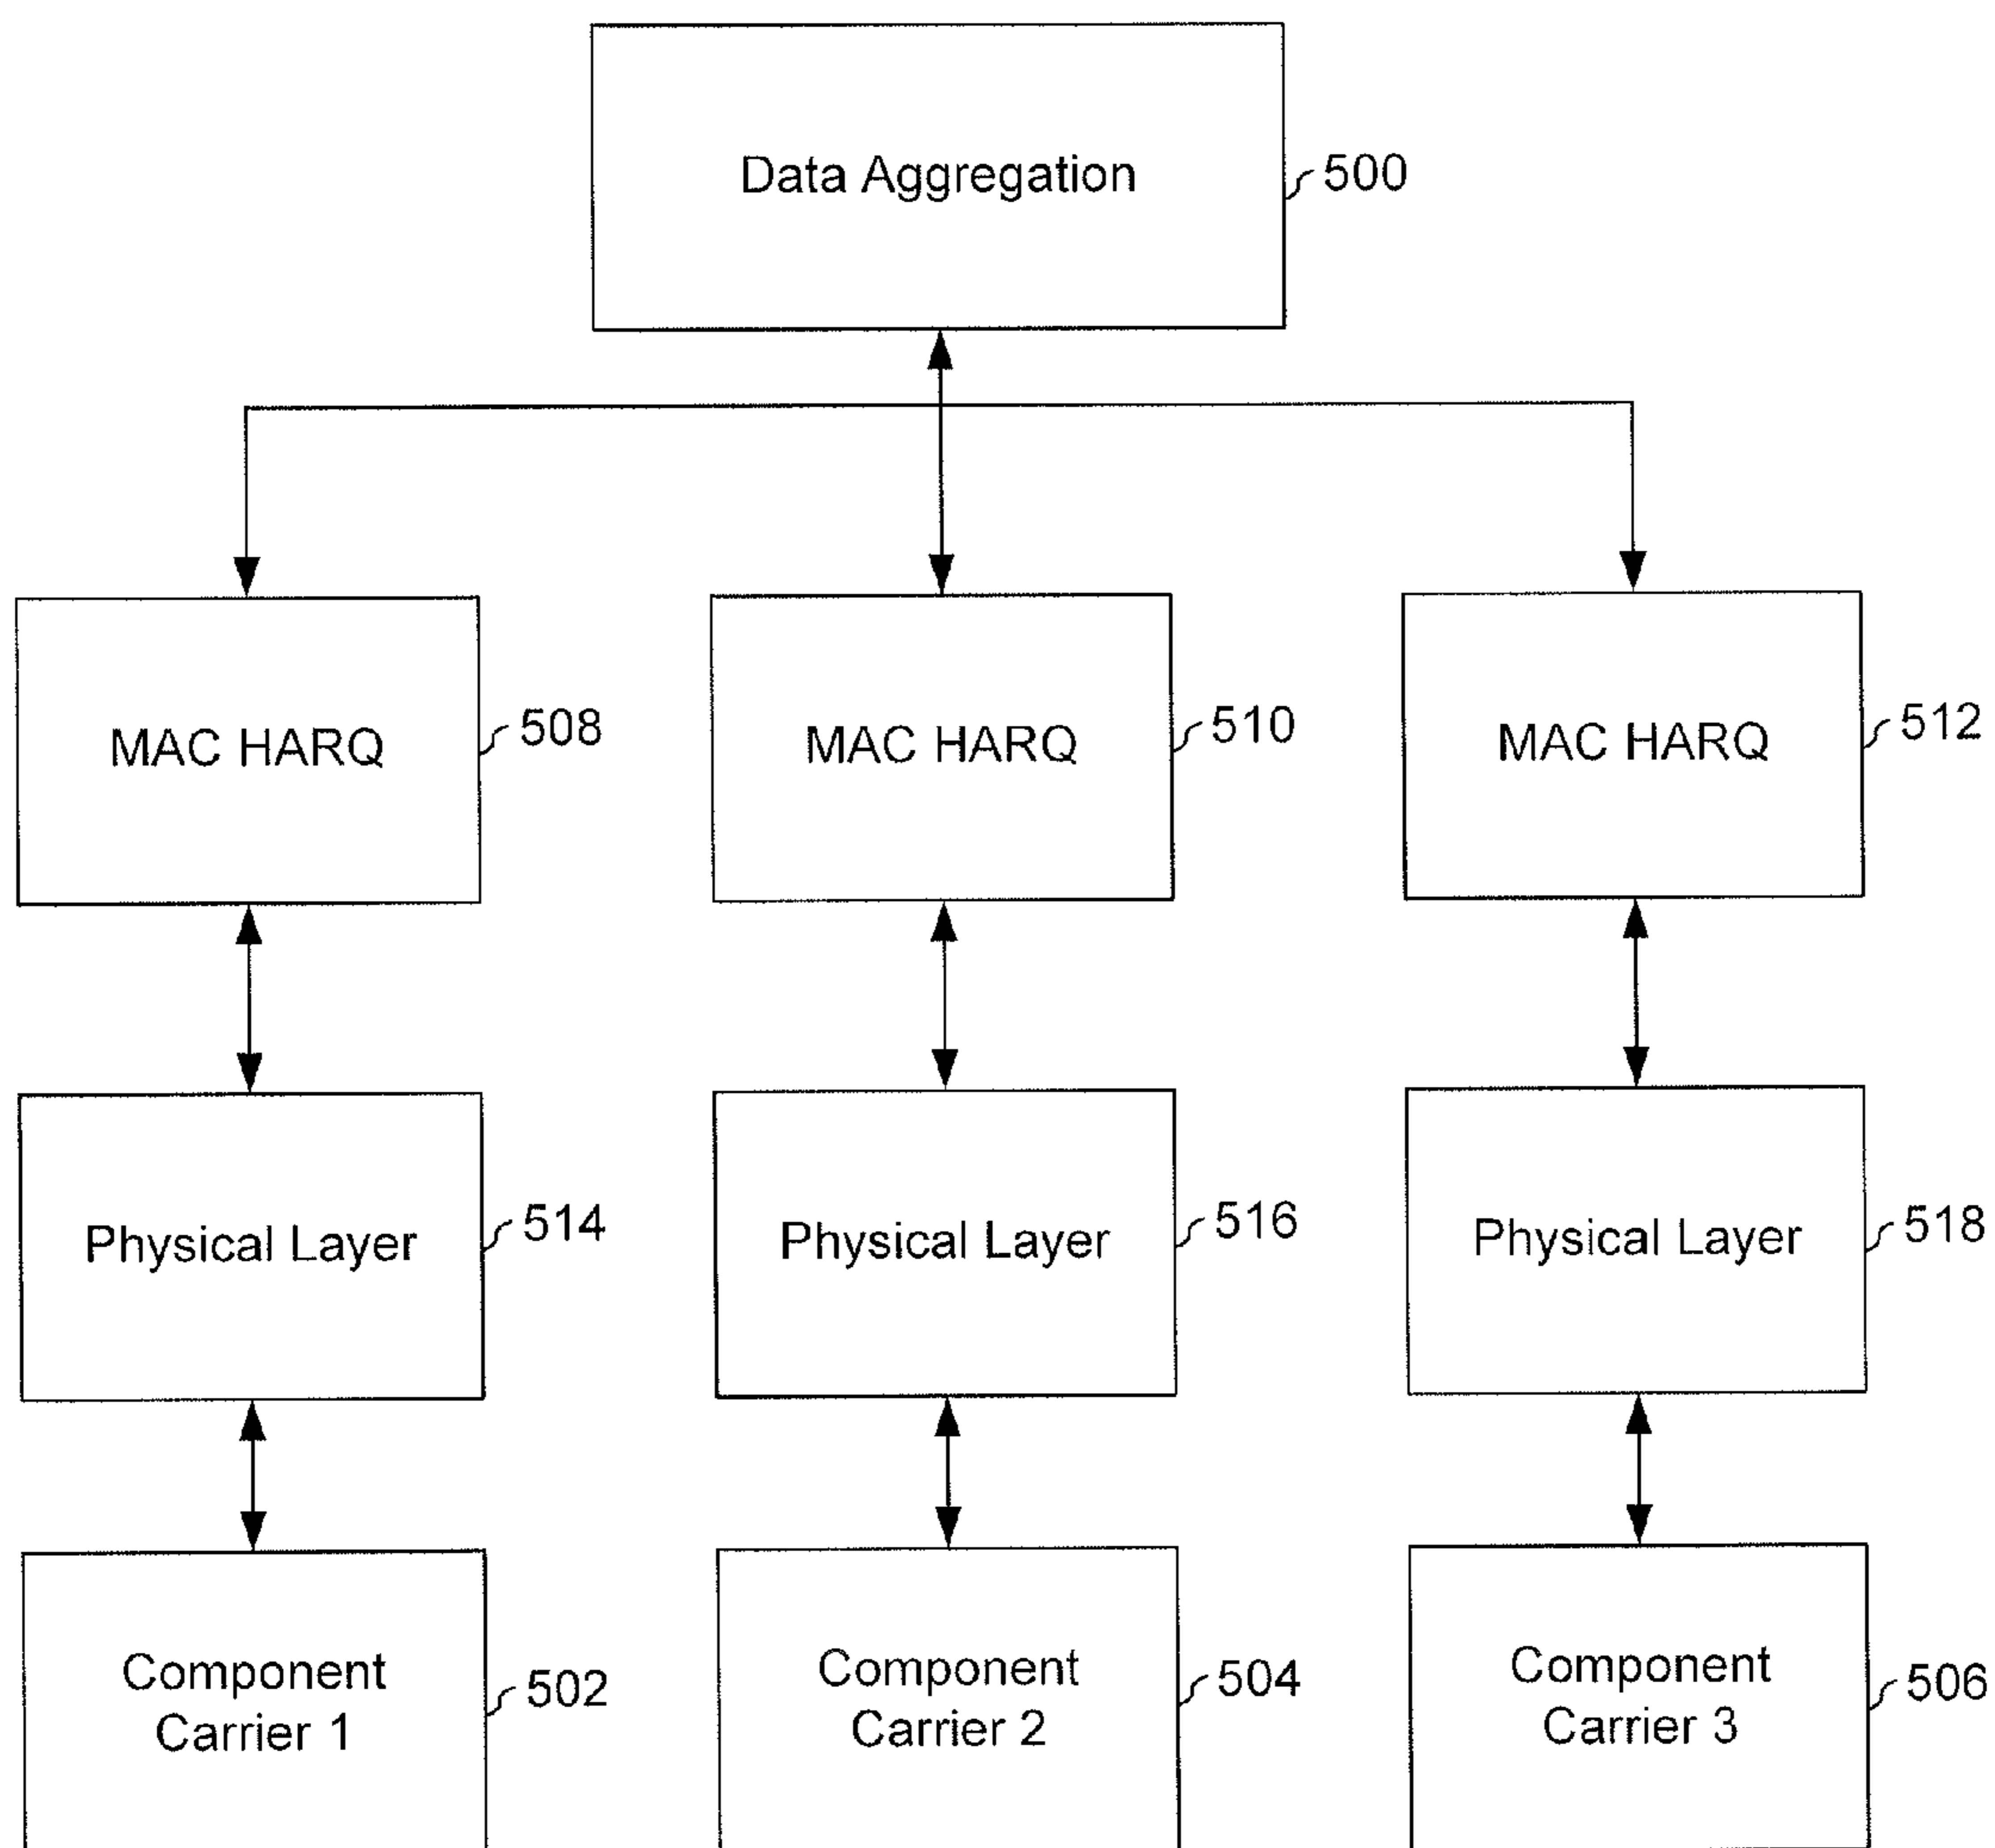 Data Aggregation
500
MAC HARQ
508
MAC HARQ
510
MAC HARQ
512
Physical Layer
514
Physical Layer
516
Physical Layer
518
Component
Carrier 1
502
Component
Carrier 2
504
Component
Carrier 3
506